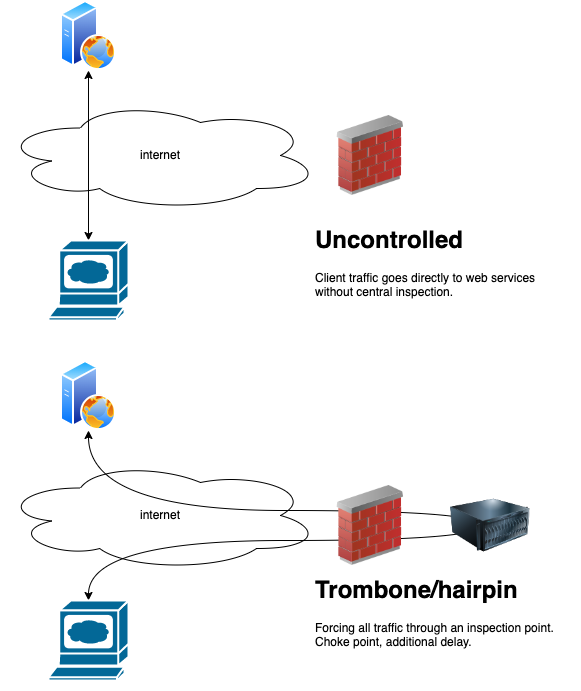 internet
Uncontrolled
Client traffic goes directly to web services
without central inspection.
internet
Trombone/hairpin
Forcing all traffic through an inspection point.
Choke point, additional delay.